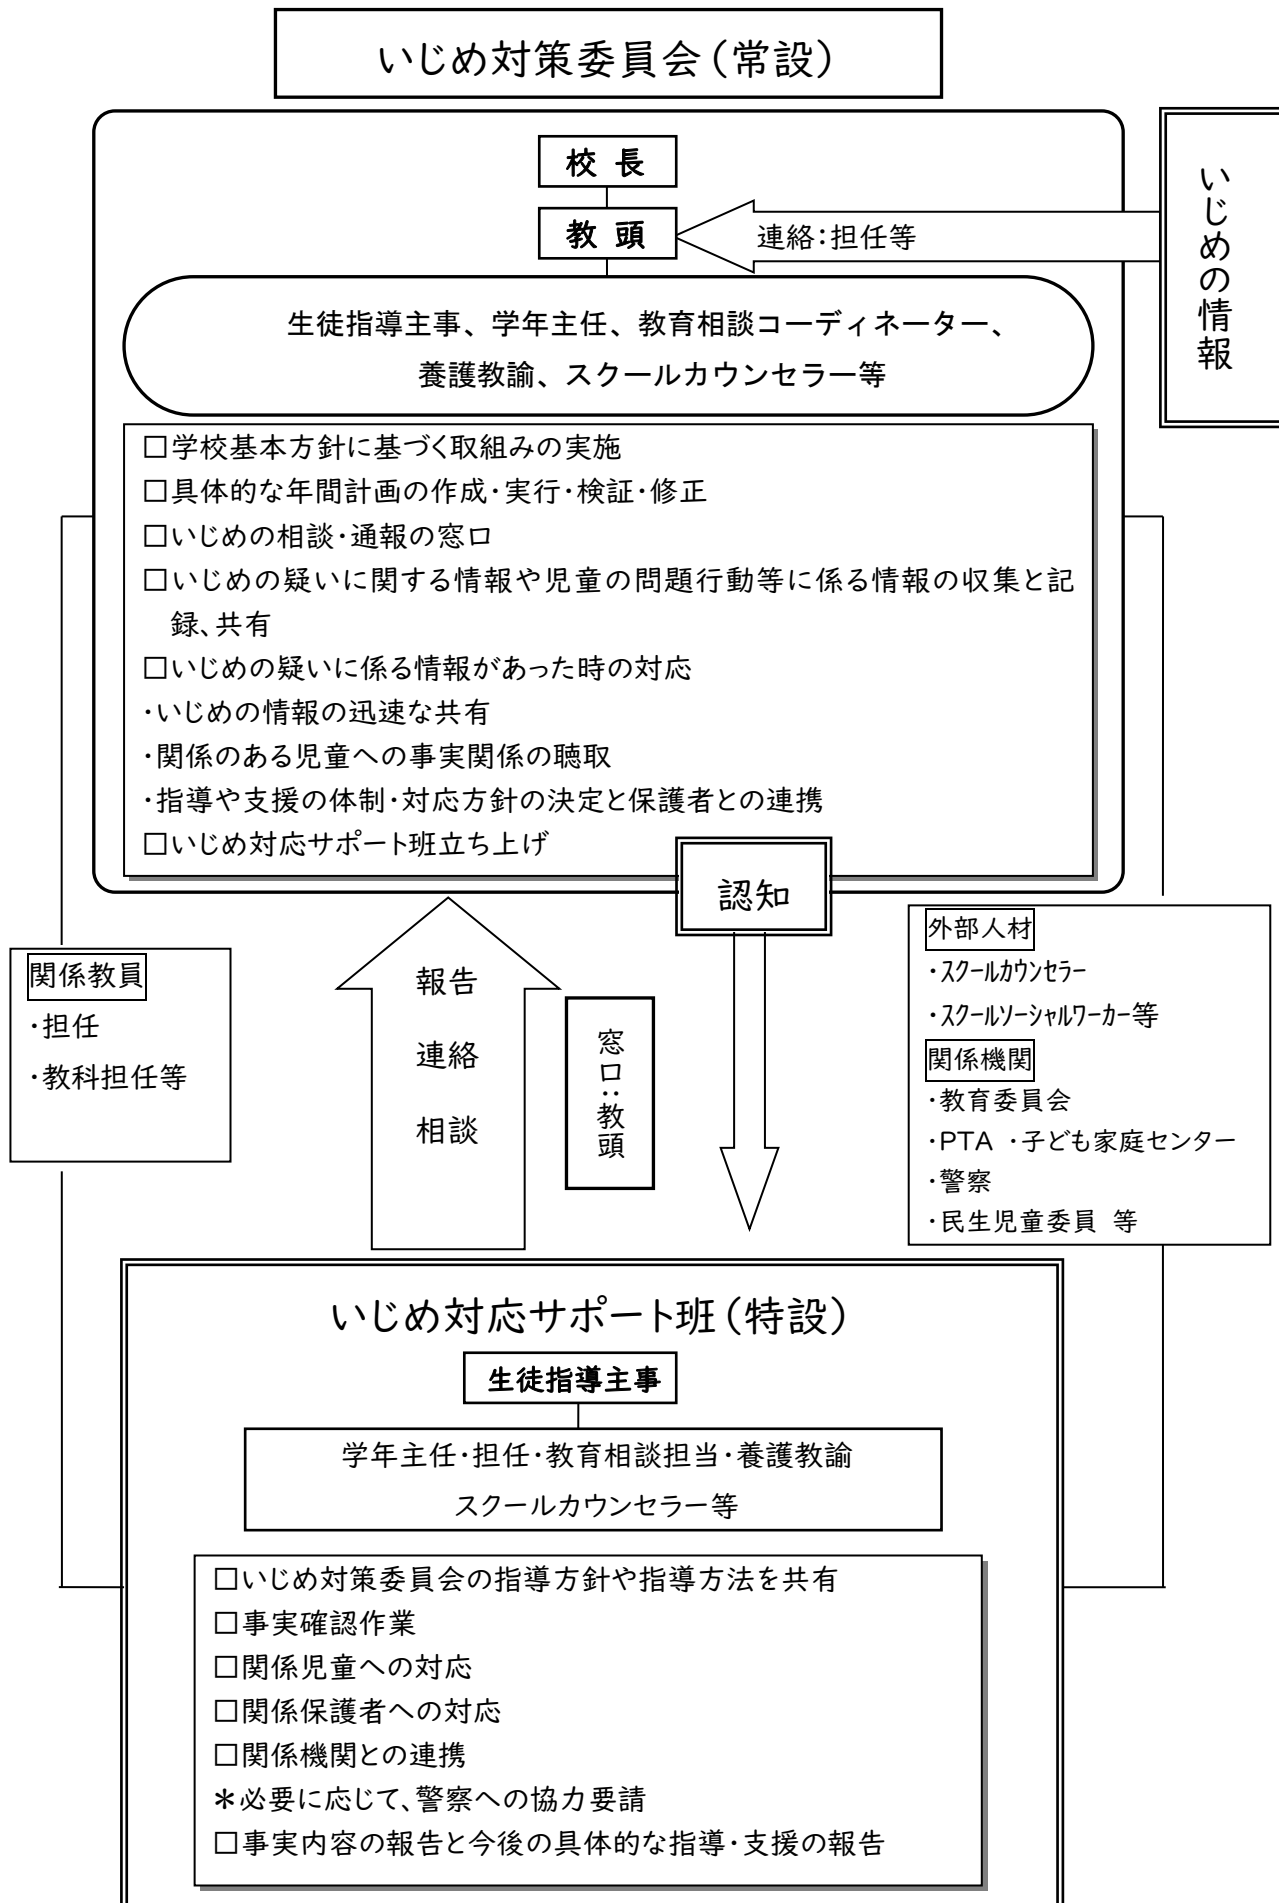 いじめ対策委員会（常設）
校 長
教 頭
連絡：担任等
いじめの情報
生徒指導主事、学年主任、教育相談コーディネーター、
養護教諭、スクールカウンセラー等
□学校基本方針に基づく取組みの実施
□具体的な年間計画の作成・実行・検証・修正
□いじめの相談・通報の窓口
□いじめの疑いに関する情報や児童の問題行動等に係る情報の収集と記
録、共有
□いじめの疑いに係る情報があった時の対応
・いじめの情報の迅速な共有
・関係のある児童への事実関係の聴取
・指導や支援の体制・対応方針の決定と保護者との連携
□いじめ対応サポート班立ち上げ
認知
関係教員
・担任
・教科担任等
報告
連絡
相談
窓口：教頭
外部人材
・スクールカウンセラー
・スクールソーシャルワーカー等
関係機関
・教育委員会
・PTA ・子ども家庭センター
・警察
・民生児童委員 等
いじめ対応サポート班（特設）
生徒指導主事
学年主任・担任・教育相談担当・養護教諭
スクールカウンセラー等
□いじめ対策委員会の指導方針や指導方法を共有
□事実確認作業
□関係児童への対応
□関係保護者への対応
□関係機関との連携
＊必要に応じて、警察への協力要請
□事実内容の報告と今後の具体的な指導・支援の報告